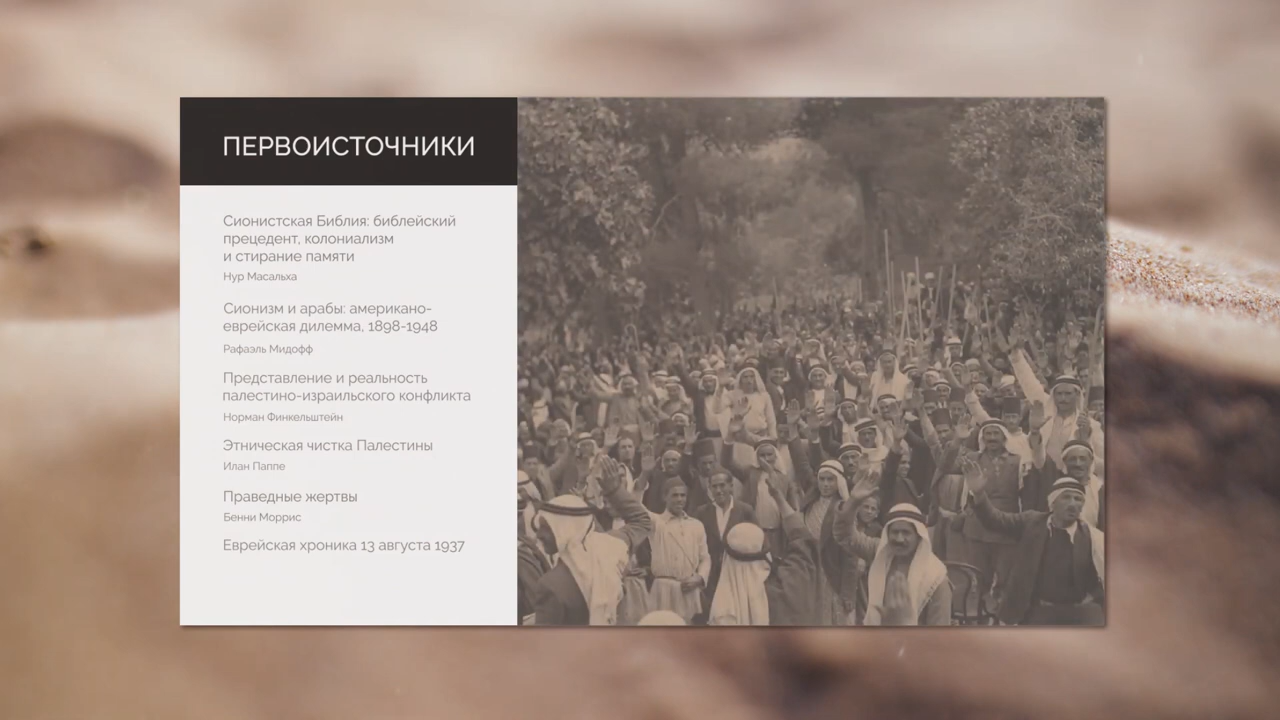 ПЕРВОИСТОЧНИКИ
Сионистская Библия: библейский
прецедент, колониализм
и стирание памяти
Нур Масальха
Сионизм и арабы: американо-
еврейская дилемма, 1898-1948
Рафаэль Мидофф
Представление и реальность
палестино-израильского конфликта
Норман Финкельштейн
Этническая чистка Палестины
Илан Паппе
Праведные жертвы
Бенни Моррис
Еврейская хроника 13 августа 1937